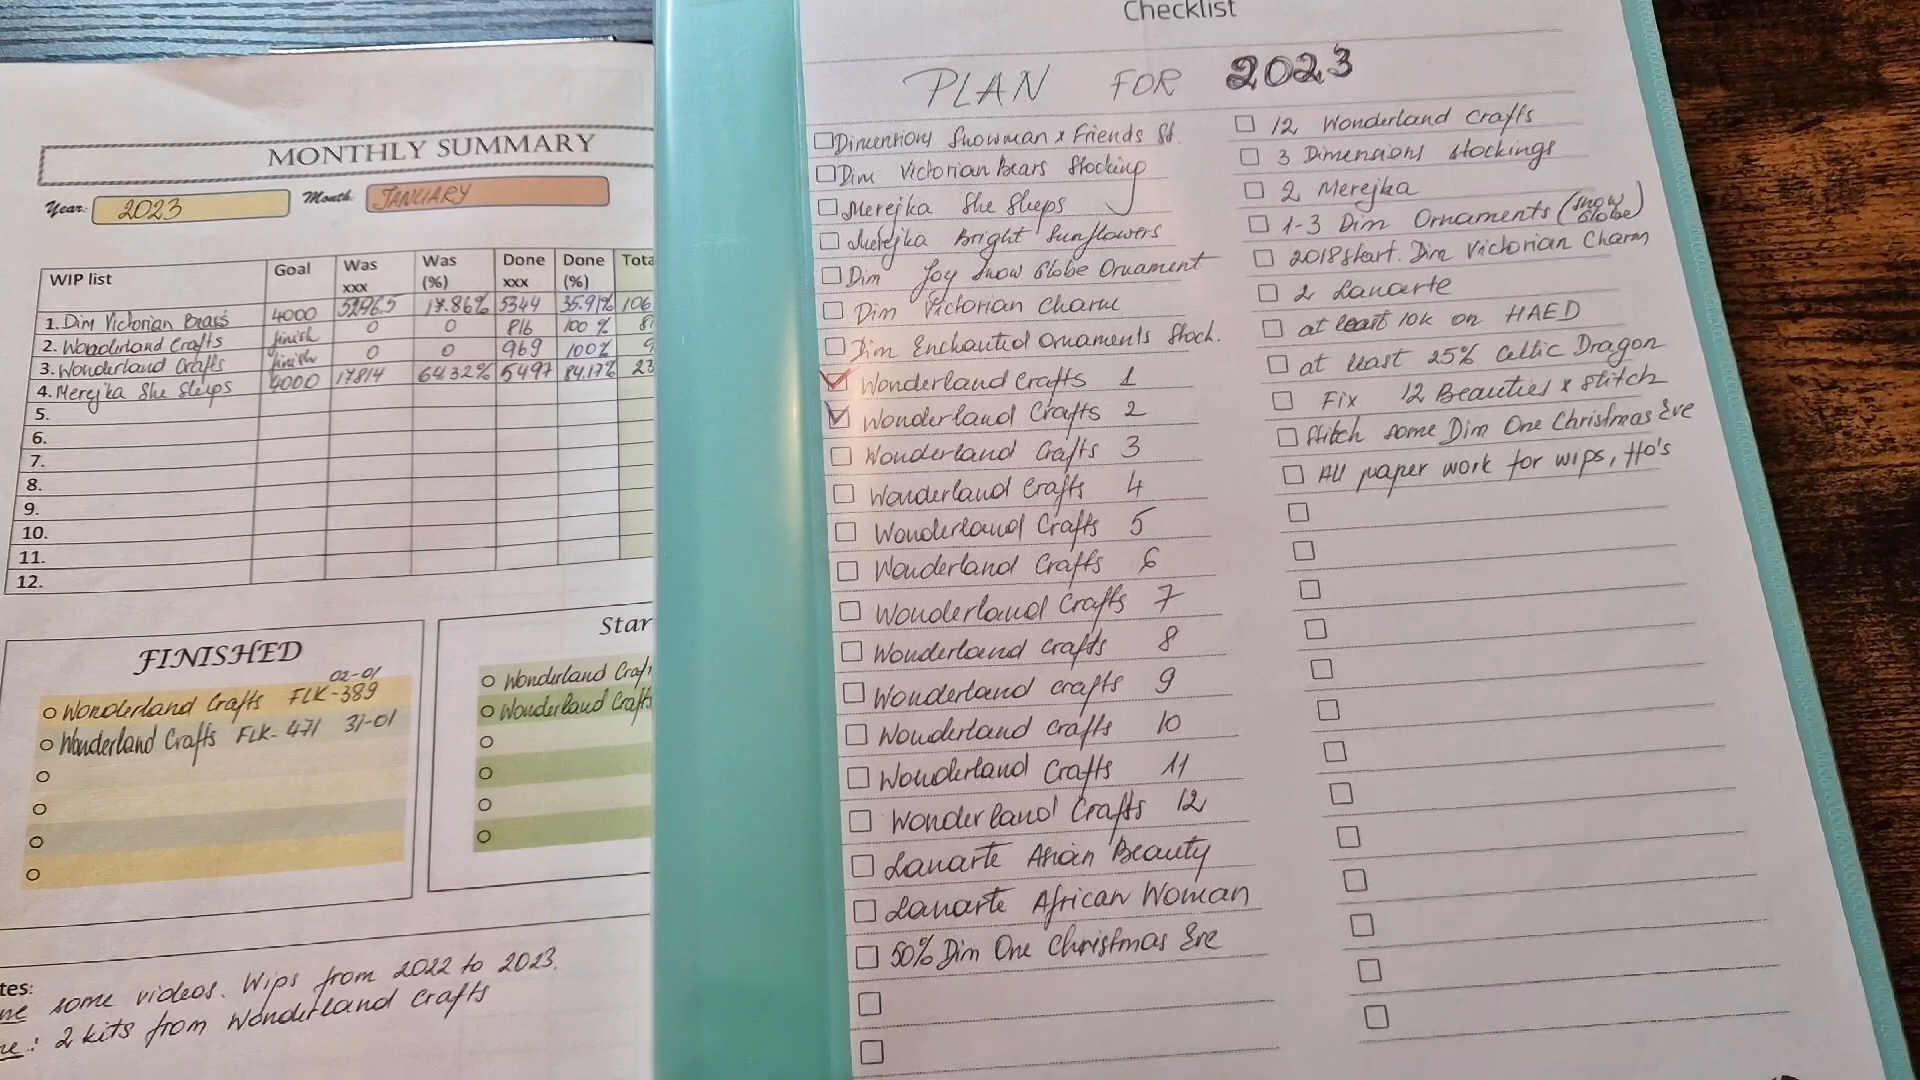 MONTHLY SUMMARY
Year: 2023 Month: JANUARY
WIP list Goal Was xxx Was (%) Done xxx Done (%) Tota
1. Dim Victorian Bears 4000 17.86% 5344 35.91% 106
2. Wonderland Crafts finish 0 0 816 100% 81
3. Wonderland Crafts finish 0 0 969 100% 9
4. Merejka She Sleeps 4000 17814 64.32% 5497 84.17% 23
5.
6.
7.
8.
9.
10.
11.
12.
FINISHED
Wonderland Crafts FLK-389 02-01
Wonderland Crafts FLK-471 31-01
Star
Wonderland Craft
Wonderland Crafts
tes:
some videos. Wips from 2022 to 2023.
: 2 kits from Wonderland Crafts
Checklist
PLAN FOR 2023
Dimensions Snowman & Friends St.
Dim Victorian Bears Stocking
Merejka She Sleeps
Merejka Bright Sunflowers
Dim Joy Snow Globe Ornament
Dim Victorian Charm
Dim Enchanted Ornaments Stock.
Wonderland Crafts 1
Wonderland Crafts 2
Wonderland Crafts 3
Wonderland Crafts 4
Wonderland Crafts 5
Wonderland Crafts 6
Wonderland Crafts 7
Wonderland crafts 8
Wonderland crafts 9
Wonderland crafts 10
Wonderland Crafts 11
Wonderland Crafts 12
Lanarte Asian Beauty
Lanarte African Woman
50% Dim One Christmas Eve
12 Wonderland Crafts
3 Dimensions stockings
2 Merejka
1-3 Dim Ornaments (snow Globe)
2018 start. Dim Victorian Charm
2 Lanarte
at least 10k on HAED
at least 25% Celtic Dragon
Fix 12 Beauties & stitch
Stitch some Dim One Christmas Eve
All paper work for wips, Ho's